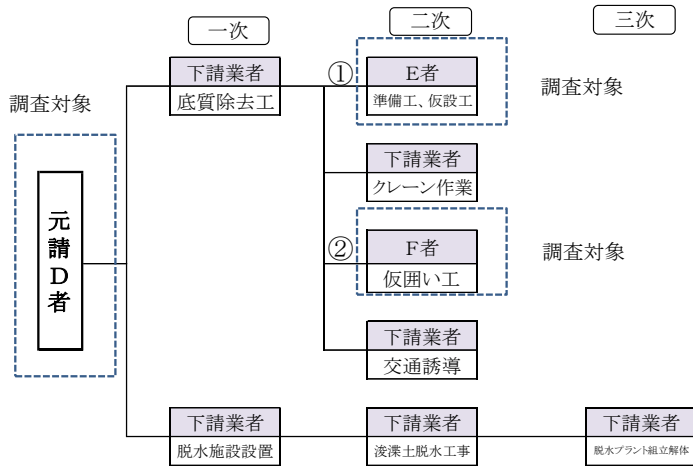 一次
二次
三次
下請業者
底質除去工
①
E者
準備工、仮設工
調査対象
調査対象
下請業者
クレーン作業
元請D者
②
F者
仮囲い工
調査対象
下請業者
交通誘導
下請業者
脱水施設設置
下請業者
浚渫土脱水工事
下請業者
脱水プラント組立解体